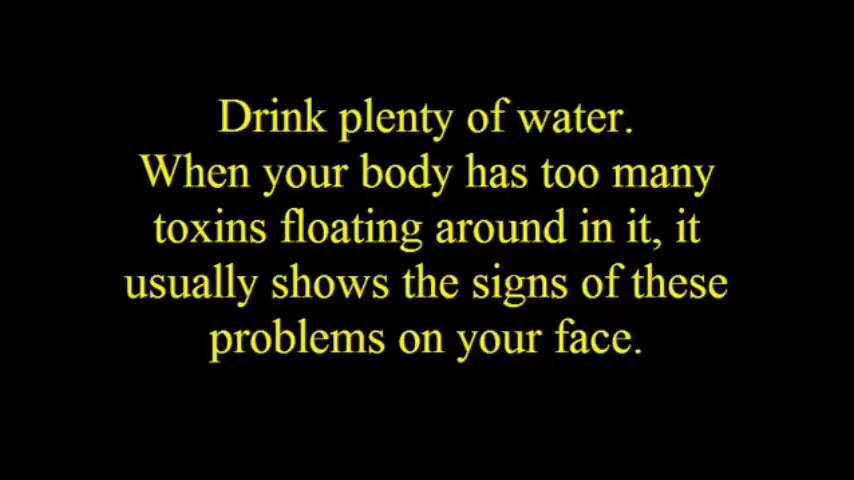 Drink plenty of water.
When your body has too many
toxins floating around in it, it
usually shows the signs of these
problems on your face.